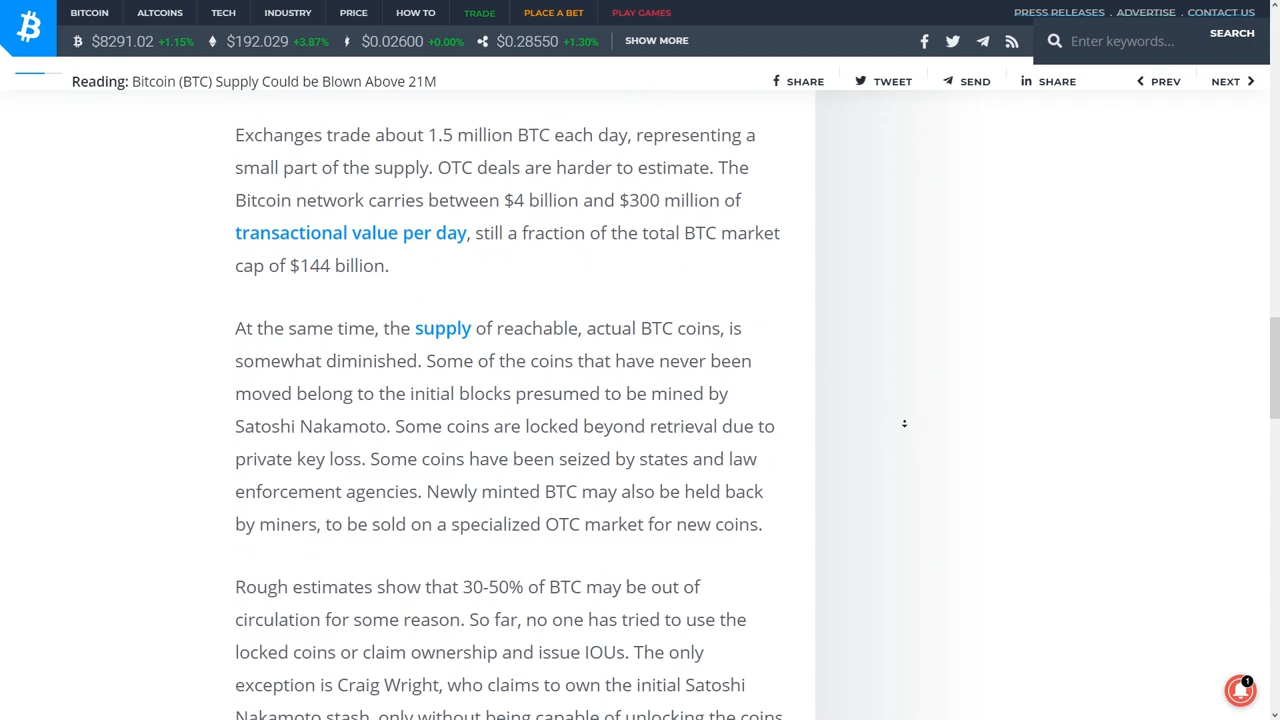 BITCOIN ALTCOINS TECH INDUSTRY PRICE HOW TO TRADE PLACE A BET PLAY GAMES PRESS RELEASES . ADVERTISE . CONTACT US
$8291.02 +1.15% $192.029 +3.87% $0.02600 +0.00% $0.28550 +1.30% SHOW MORE Enter keywords... SEARCH
Reading: Bitcoin (BTC) Supply Could be Blown Above 21M SHARE TWEET SEND SHARE PREV NEXT
Exchanges trade about 1.5 million BTC each day, representing a
small part of the supply. OTC deals are harder to estimate. The
Bitcoin network carries between $4 billion and $300 million of
transactional value per day, still a fraction of the total BTC market
cap of $144 billion.
At the same time, the supply of reachable, actual BTC coins, is
somewhat diminished. Some of the coins that have never been
moved belong to the initial blocks presumed to be mined by
Satoshi Nakamoto. Some coins are locked beyond retrieval due to
private key loss. Some coins have been seized by states and law
enforcement agencies. Newly minted BTC may also be held back
by miners, to be sold on a specialized OTC market for new coins.
Rough estimates show that 30-50% of BTC may be out of
circulation for some reason. So far, no one has tried to use the
locked coins or claim ownership and issue IOUs. The only
exception is Craig Wright, who claims to own the initial Satoshi
Nakamoto stash, only without being capable of unlocking the coins
1